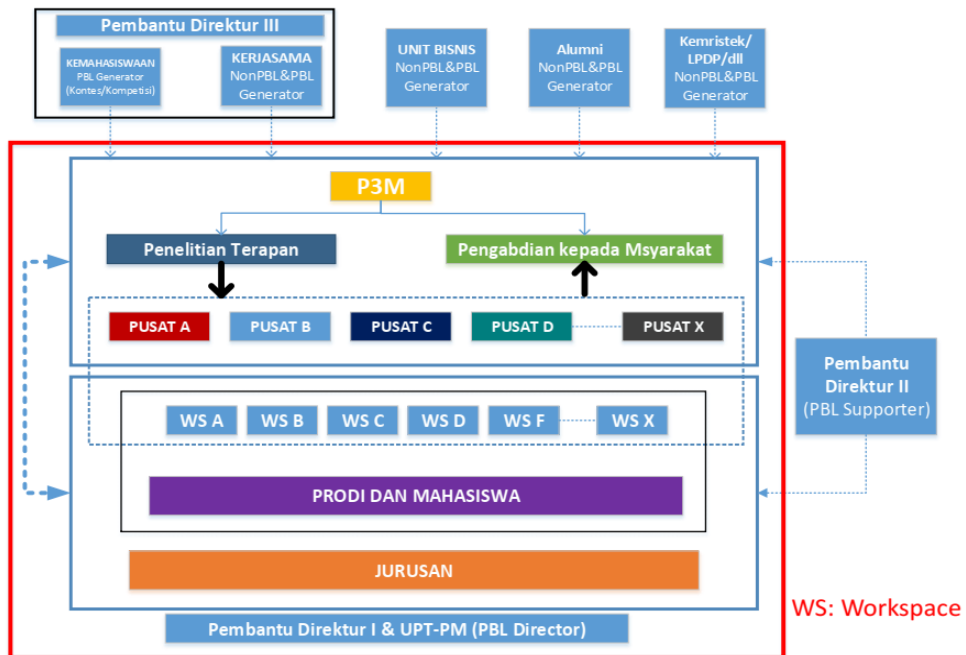 Pembantu Direktur III
KEMAHASISWAAN
PBL Generator
(Kontes/Kompetisi)
KERJASAMA
NonPBL&PBL
Generator
UNIT BISNIS
NonPBL&PBL
Generator
Alumni
NonPBL&PBL
Generator
Kemristek/
LPDP/dll
NonPBL&PBL
Generator
P3M
Penelitian Terapan
Pengabdian kepada Msyarakat
PUSAT A
PUSAT B
PUSAT C
PUSAT D
PUSAT X
Pembantu
Direktur II
(PBL Supporter)
WS A
WS B
WS C
WS D
WS F
WS X
PRODI DAN MAHASISWA
JURUSAN
WS: Workspace
Pembantu Direktur I & UPT-PM (PBL Director)